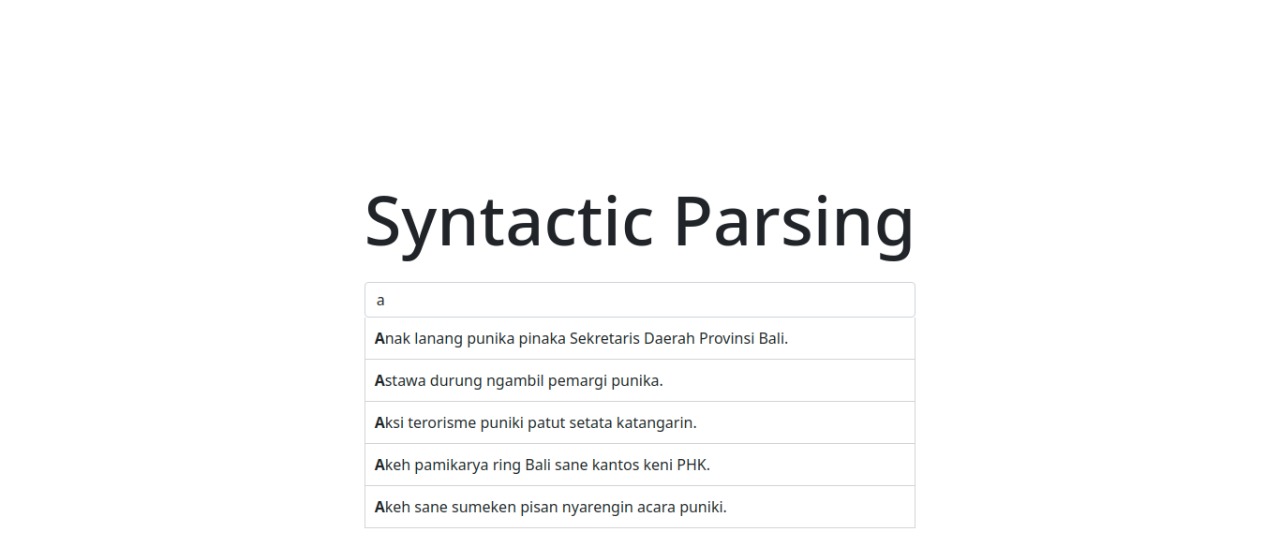 Syntactic Parsing
a
Anak lanang punika pinaka Sekretaris Daerah Provinsi Bali.
Astawa durung ngambil pemargi punika.
Aksi terorisme puniki patut setata katangarin.
Akeh pamikarya ring Bali sane kantos keni PHK.
Akeh sane sumeken pisan nyarengin acara puniki.